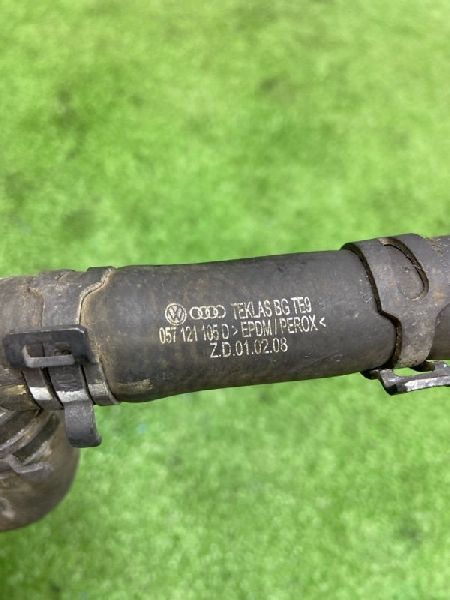 TEKLAS BG TE9
057 121 105 D > EPDM / PEROX <
Z.D.01.02.08